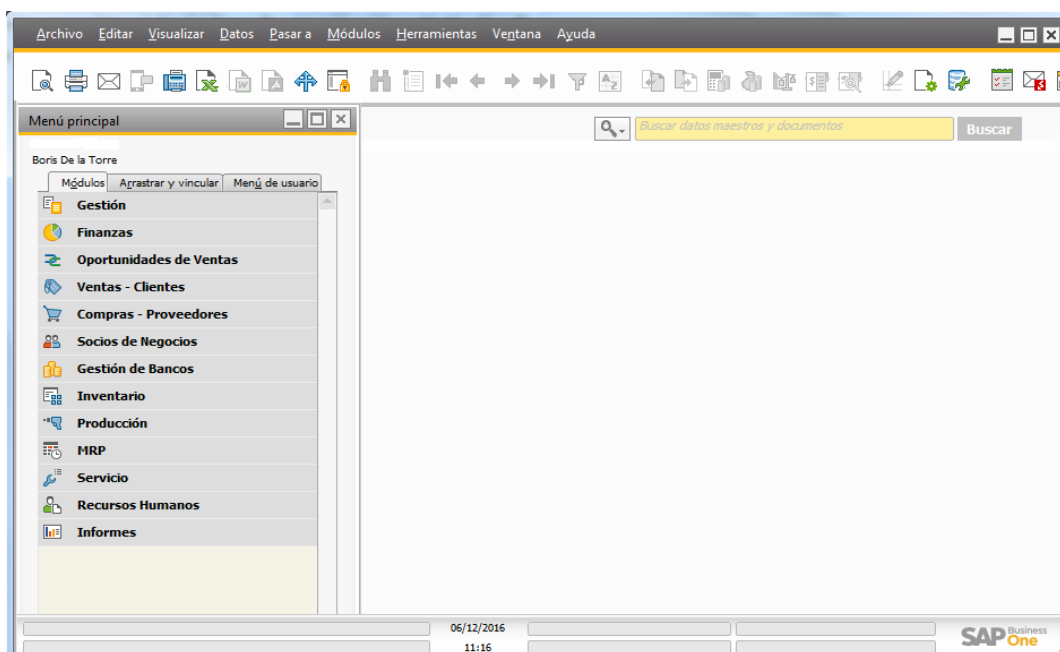 Archivo Editar Visualizar Datos Pasar a Módulos Herramientas Ventana Ayuda
Menú principal
Buscar datos maestros y documentos
Buscar
Boris De la Torre
Módulos Arrastrar y vincular Menú de usuario
Gestión
Finanzas
Oportunidades de Ventas
Ventas - Clientes
Compras - Proveedores
Socios de Negocios
Gestión de Bancos
Inventario
Producción
MRP
Servicio
Recursos Humanos
Informes
06/12/2016
11:16
SAP Business One